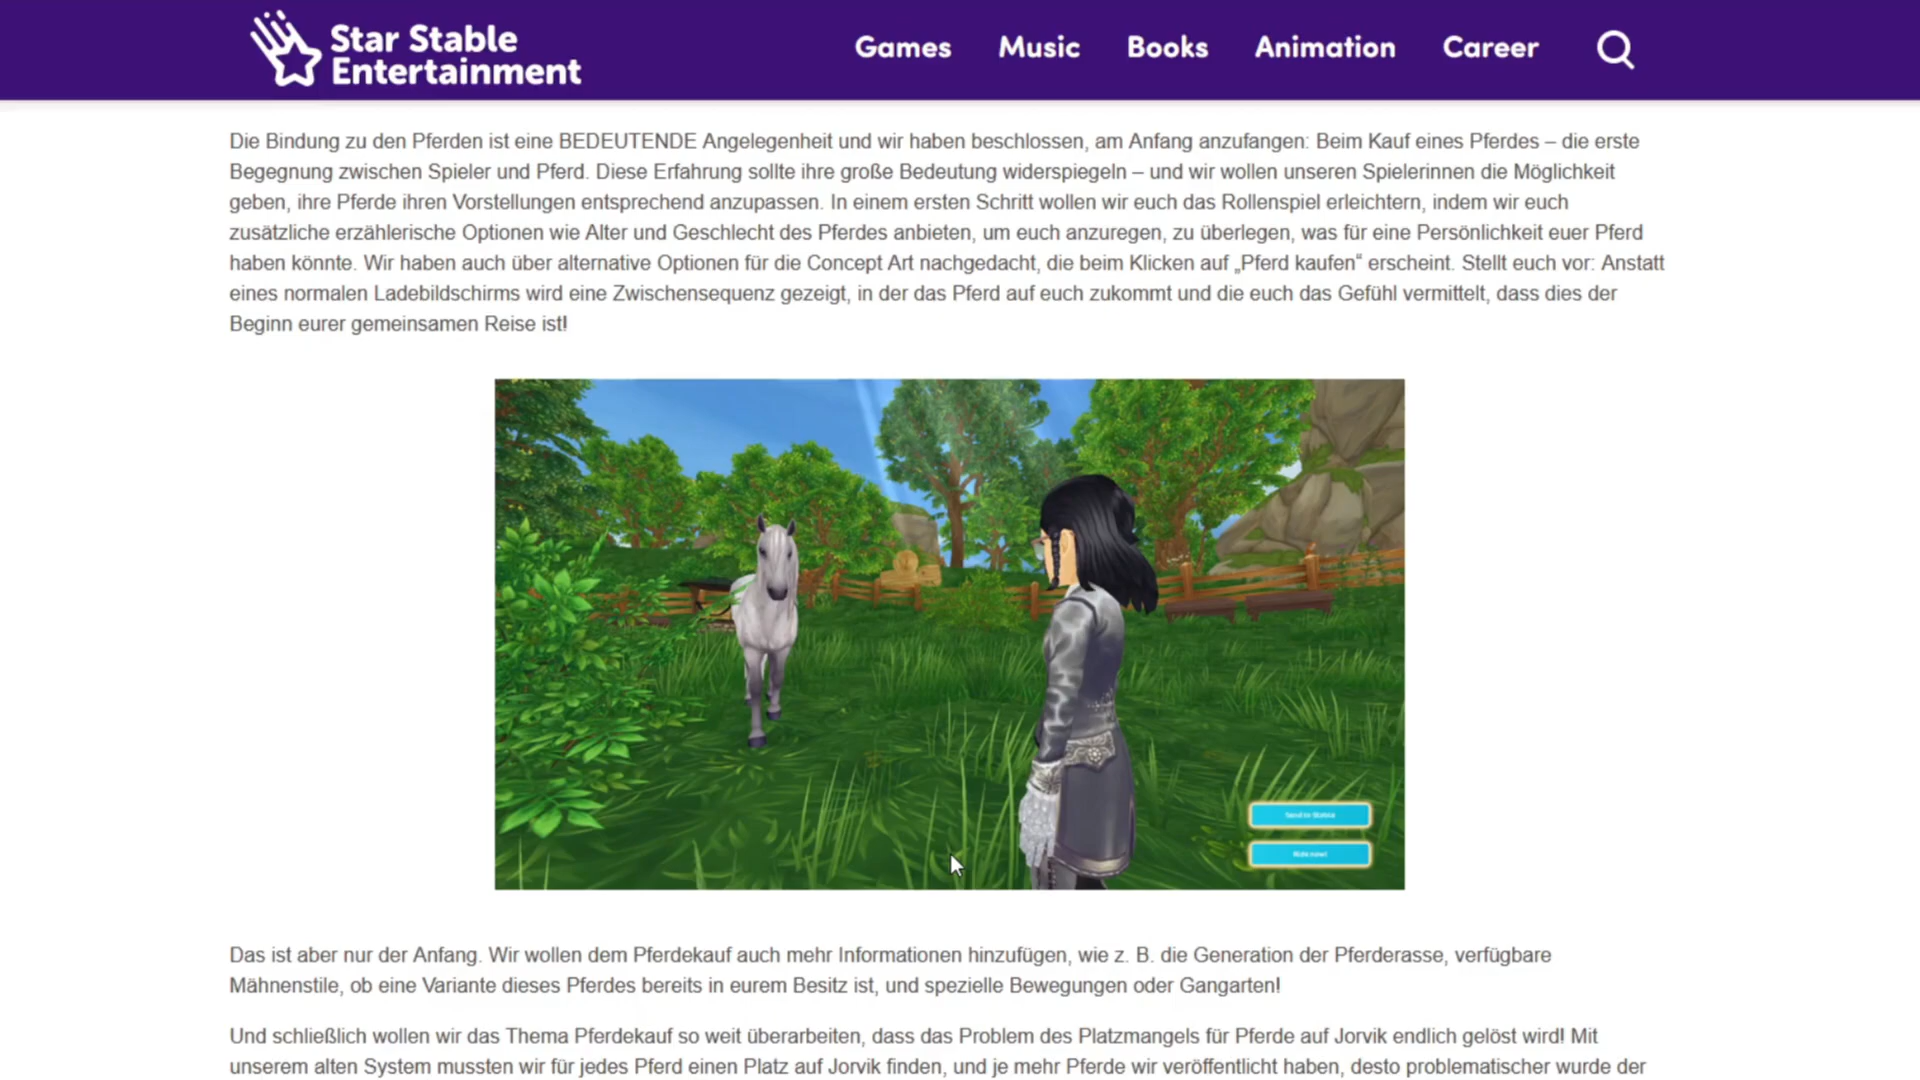 Star Stable
Entertainment
Games
Music
Books
Animation
Career
Die Bindung zu den Pferden ist eine BEDEUTENDE Angelegenheit und wir haben beschlossen, am Anfang anzufangen: Beim Kauf eines Pferdes – die erste
Begegnung zwischen Spieler und Pferd. Diese Erfahrung sollte ihre große Bedeutung widerspiegeln – und wir wollen unseren Spielerinnen die Möglichkeit
geben, ihre Pferde ihren Vorstellungen entsprechend anzupassen. In einem ersten Schritt wollen wir euch das Rollenspiel erleichtern, indem wir euch
zusätzliche erzählerische Optionen wie Alter und Geschlecht des Pferdes anbieten, um euch anzuregen, zu überlegen, was für eine Persönlichkeit euer Pferd
haben könnte. Wir haben auch über alternative Optionen für die Concept Art nachgedacht, die beim Klicken auf „Pferd kaufen“ erscheint. Stellt euch vor: Anstatt
eines normalen Ladebildschirms wird eine Zwischensequenz gezeigt, in der das Pferd auf euch zukommt und die euch das Gefühl vermittelt, dass dies der
Beginn eurer gemeinsamen Reise ist!
Send to Stable
Ride now!
Das ist aber nur der Anfang. Wir wollen dem Pferdekauf auch mehr Informationen hinzufügen, wie z. B. die Generation der Pferderasse, verfügbare
Mähnenstile, ob eine Variante dieses Pferdes bereits in eurem Besitz ist, und spezielle Bewegungen oder Gangarten!
Und schließlich wollen wir das Thema Pferdekauf so weit überarbeiten, dass das Problem des Platzmangels für Pferde auf Jorvik endlich gelöst wird! Mit
unserem alten System mussten wir für jedes Pferd einen Platz auf Jorvik finden, und je mehr Pferde wir veröffentlicht haben, desto problematischer wurde der